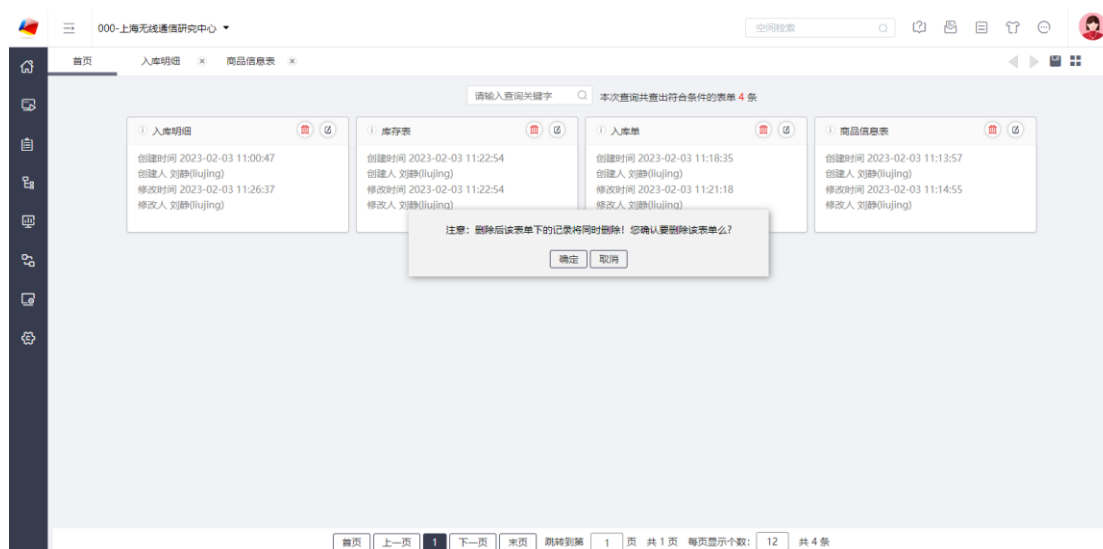 000-上海无线通信研究中心
空间检索
首页 入库明细 商品信息表
请输入查询关键字 本次查询共查出符合条件的表单 4 条
入库明细
创建时间 2023-02-03 11:00:47
创建人 刘静(liujing)
修改时间 2023-02-03 11:26:37
修改人 刘静(liujing)
库存表
创建时间 2023-02-03 11:22:54
创建人 刘静(liujing)
修改时间 2023-02-03 11:22:54
修改人 刘静(liujing)
入库单
创建时间 2023-02-03 11:18:35
创建人 刘静(liujing)
修改时间 2023-02-03 11:21:18
修改人 刘静(liujing)
商品信息表
创建时间 2023-02-03 11:13:57
创建人 刘静(liujing)
修改时间 2023-02-03 11:14:55
修改人 刘静(liujing)
注意：删除后该表单下的记录将同时删除！您确认要删除该表单么?
确定 取消
首页 上一页 1 下一页 末页 跳转到第 1 页 共 1 页 每页显示个数： 12 共 4 条